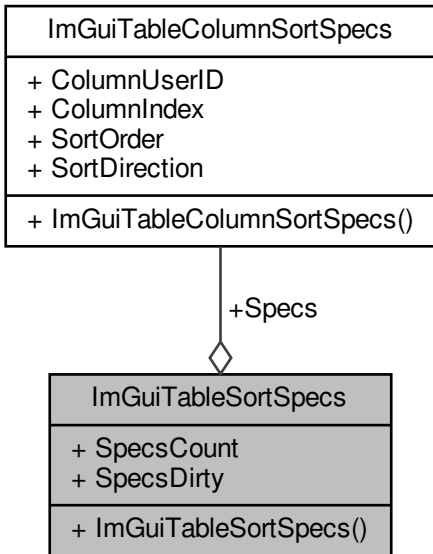 ImGuiTableColumnSortSpecs
+ ColumnUserID
+ ColumnIndex
+ SortOrder
+ SortDirection
+ ImGuiTableColumnSortSpecs()
+Specs
ImGuiTableSortSpecs
+ SpecsCount
+ SpecsDirty
+ ImGuiTableSortSpecs()